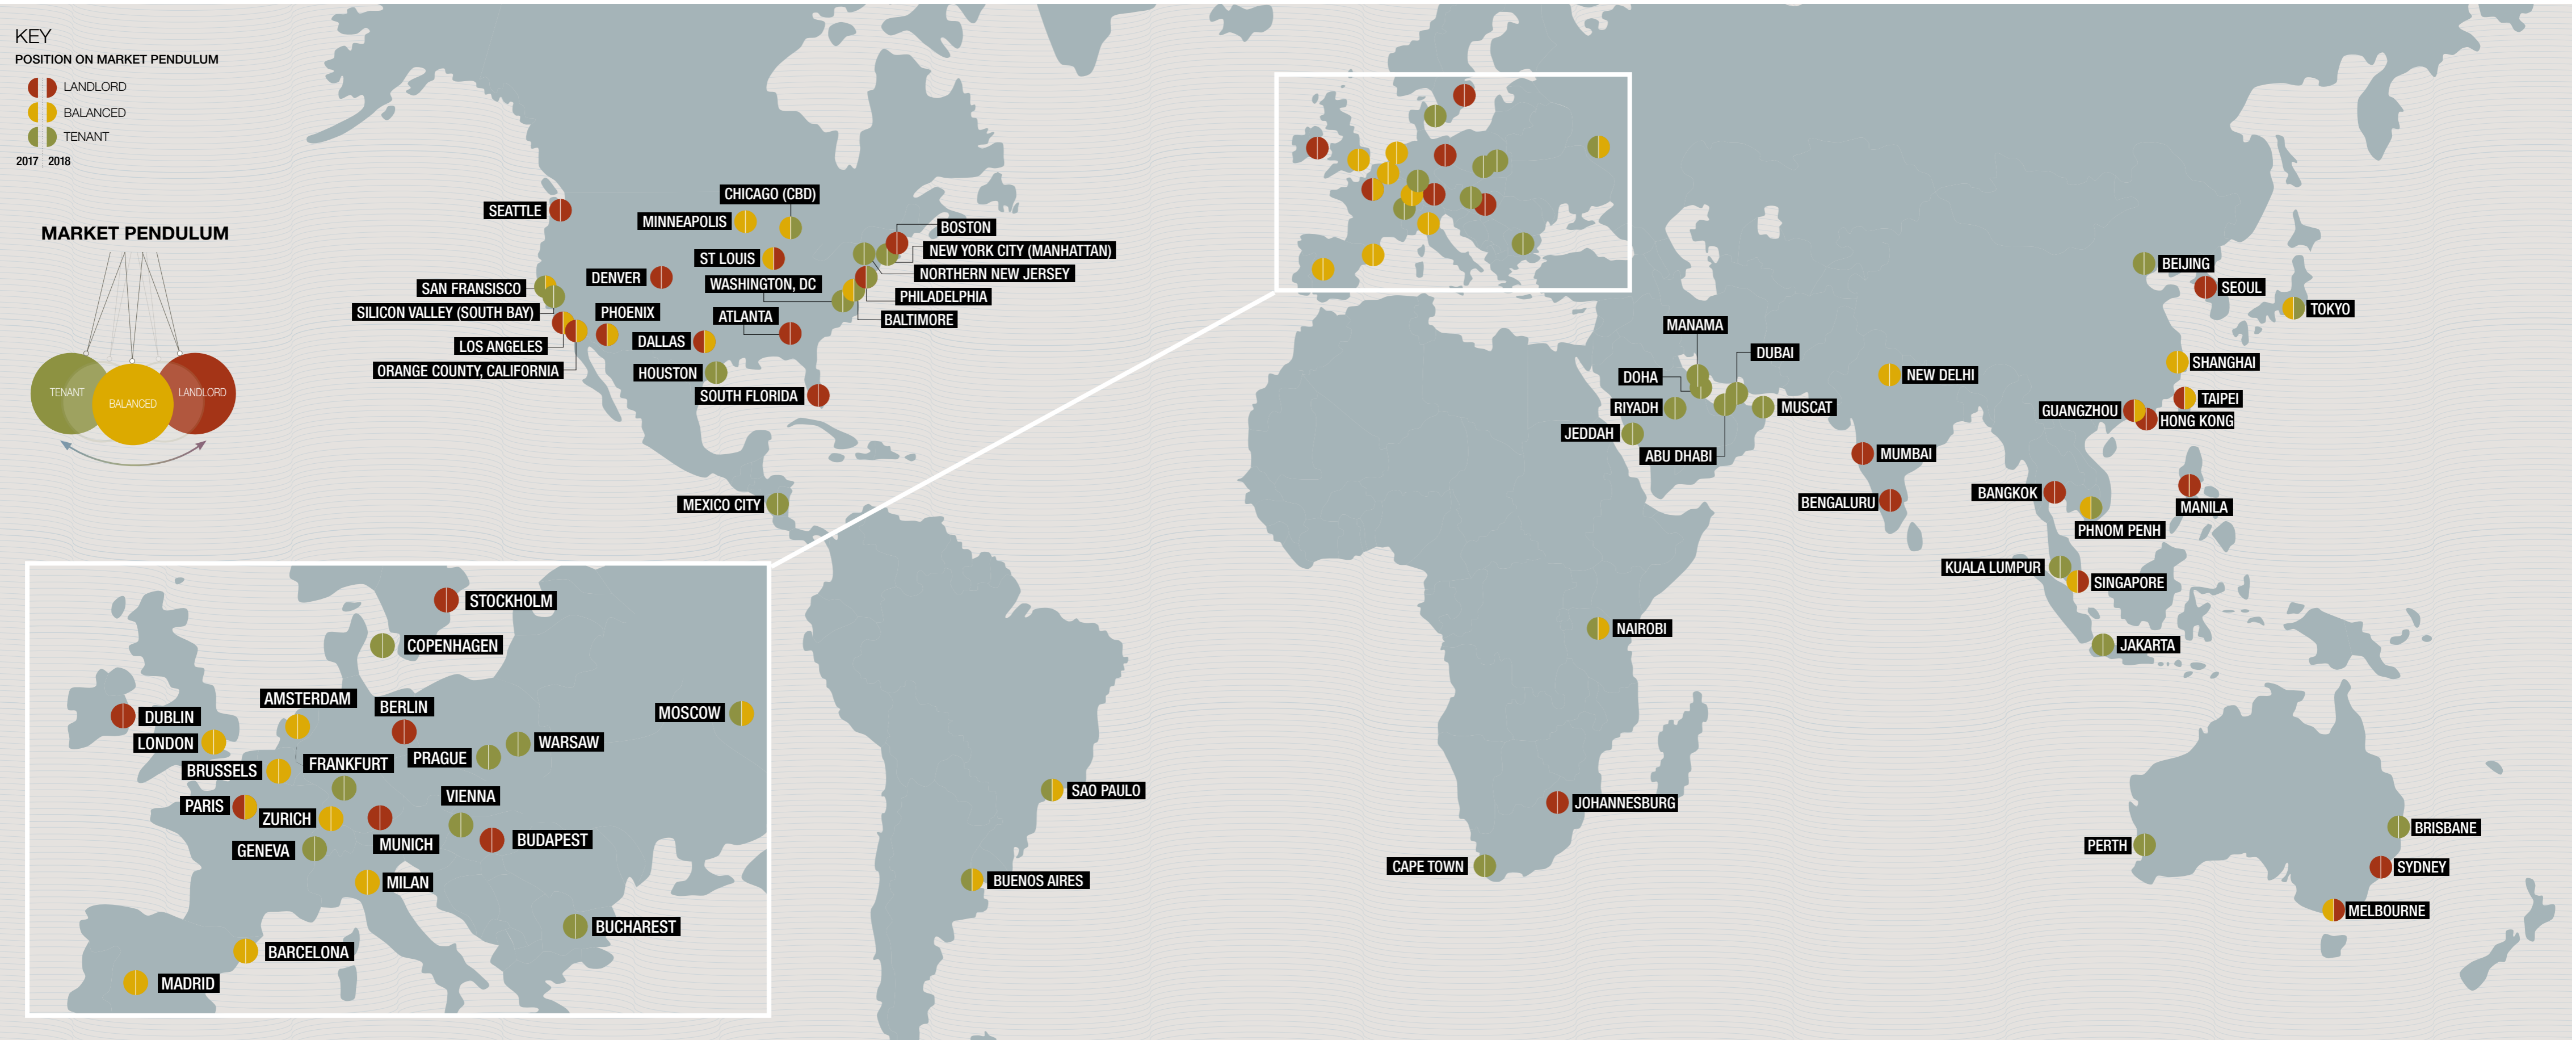 KEY
POSITION ON MARKET PENDULUM
LANDLORD
BALANCED
TENANT
2017 2018
MARKET PENDULUM
TENANT
BALANCED
LANDLORD
SEATTLE
CHICAGO (CBD)
MINNEAPOLIS
BOSTON
NEW YORK CITY (MANHATTAN)
ST LOUIS
NORTHERN NEW JERSEY
DENVER
WASHINGTON, DC
SAN FRANSISCO
PHILADELPHIA
SILICON VALLEY (SOUTH BAY)
PHOENIX
ATLANTA
BALTIMORE
LOS ANGELES
DALLAS
ORANGE COUNTY, CALIFORNIA
HOUSTON
SOUTH FLORIDA
MEXICO CITY
SAO PAULO
BUENOS AIRES
STOCKHOLM
COPENHAGEN
AMSTERDAM
BERLIN
MOSCOW
DUBLIN
LONDON
WARSAW
PRAGUE
FRANKFURT
BRUSSELS
VIENNA
PARIS
ZURICH
MUNICH
BUDAPEST
GENEVA
MILAN
BUCHAREST
BARCELONA
MADRID
MANAMA
DUBAI
DOHA
RIYADH
MUSCAT
JEDDAH
ABU DHABI
NAIROBI
JOHANNESBURG
CAPE TOWN
BEIJING
SEOUL
TOKYO
SHANGHAI
NEW DELHI
TAIPEI
GUANGZHOU
HONG KONG
MUMBAI
BANGKOK
BENGALURU
MANILA
PHNOM PENH
KUALA LUMPUR
SINGAPORE
JAKARTA
BRISBANE
PERTH
SYDNEY
MELBOURNE